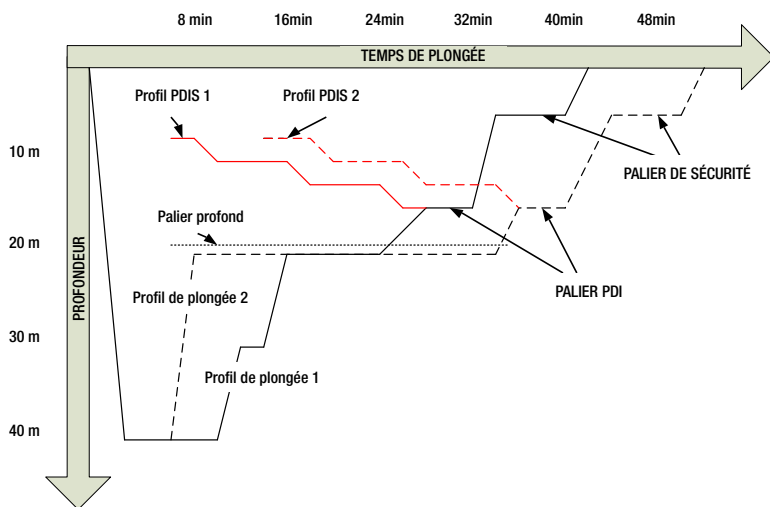 8 min 16min 24min 32min 40min 48min
TEMPS DE PLONGÉE
Profil PDIS 1 Profil PDIS 2
10 m
PALIER DE SÉCURITÉ
Palier profond
20 m
PROFONDEUR
PALIER PDI
Profil de plongée 2
30 m
Profil de plongée 1
40 m